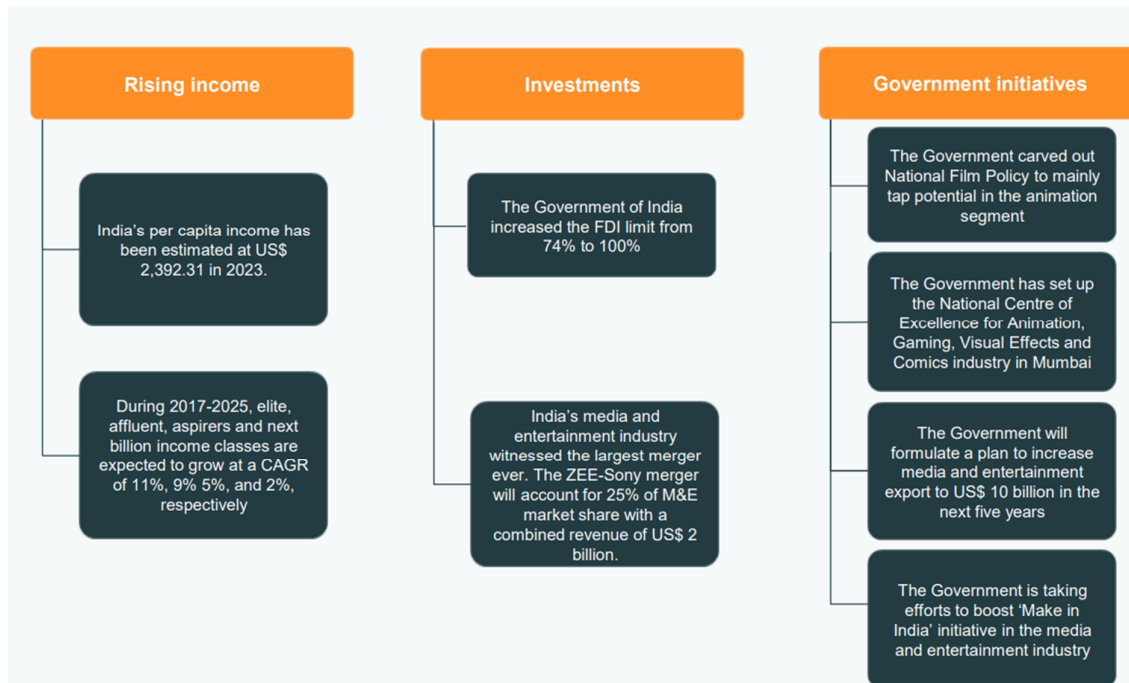 Rising income
India's per capita income has
been estimated at US$
2,392.31 in 2023.
During 2017-2025, elite,
affluent, aspirers and next
billion income classes are
expected to grow at a CAGR
of 11%, 9% 5%, and 2%,
respectively
Investments
The Government of India
increased the FDI limit from
74% to 100%
India's media and
entertainment industry
witnessed the largest merger
ever. The ZEE-Sony merger
will account for 25% of M&E
market share with a
combined revenue of US$ 2
billion.
Government initiatives
The Government carved out
National Film Policy to mainly
tap potential in the animation
segment
The Government has set up
the National Centre of
Excellence for Animation,
Gaming, Visual Effects and
Comics industry in Mumbai
The Government will
formulate a plan to increase
media and entertainment
export to US$ 10 billion in the
next five years
The Government is taking
efforts to boost ‘Make in
India’ initiative in the media
and entertainment industry